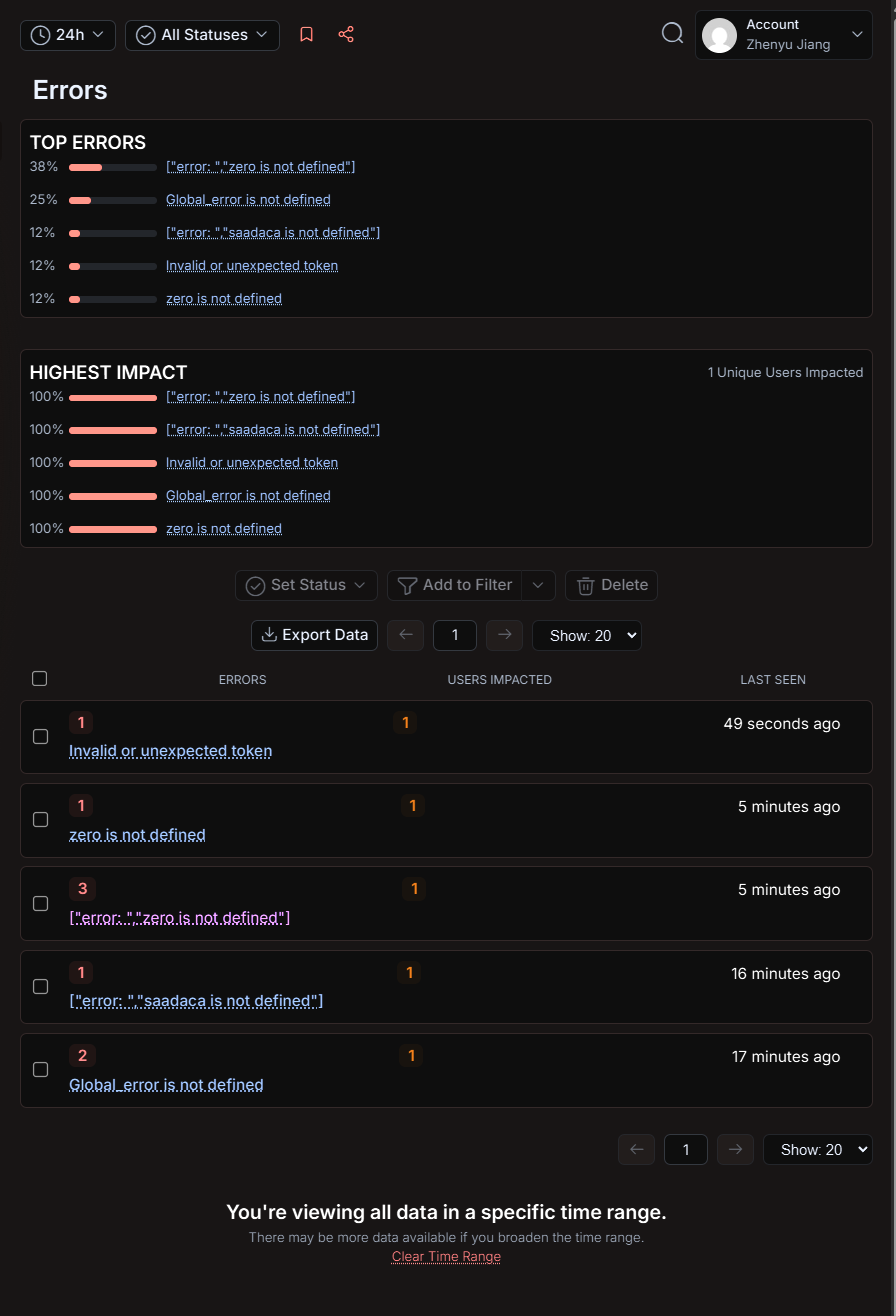 24h
All Statuses
Account
Zhenyu Jiang
Errors
TOP ERRORS
38% ["error: ","zero is not defined"]
25% Global_error is not defined
12% ["error: ","saadaca is not defined"]
12% Invalid or unexpected token
12% zero is not defined
HIGHEST IMPACT 1 Unique Users Impacted
100% ["error: ","zero is not defined"]
100% ["error: ","saadaca is not defined"]
100% Invalid or unexpected token
100% Global_error is not defined
100% zero is not defined
Set Status Add to Filter Delete
Export Data 1 Show: 20
ERRORS USERS IMPACTED LAST SEEN
1 1 49 seconds ago
Invalid or unexpected token
1 1 5 minutes ago
zero is not defined
3 1 5 minutes ago
["error: ","zero is not defined"]
1 1 16 minutes ago
["error: ","saadaca is not defined"]
2 1 17 minutes ago
Global_error is not defined
1 Show: 20
You're viewing all data in a specific time range.
There may be more data available if you broaden the time range.
Clear Time Range